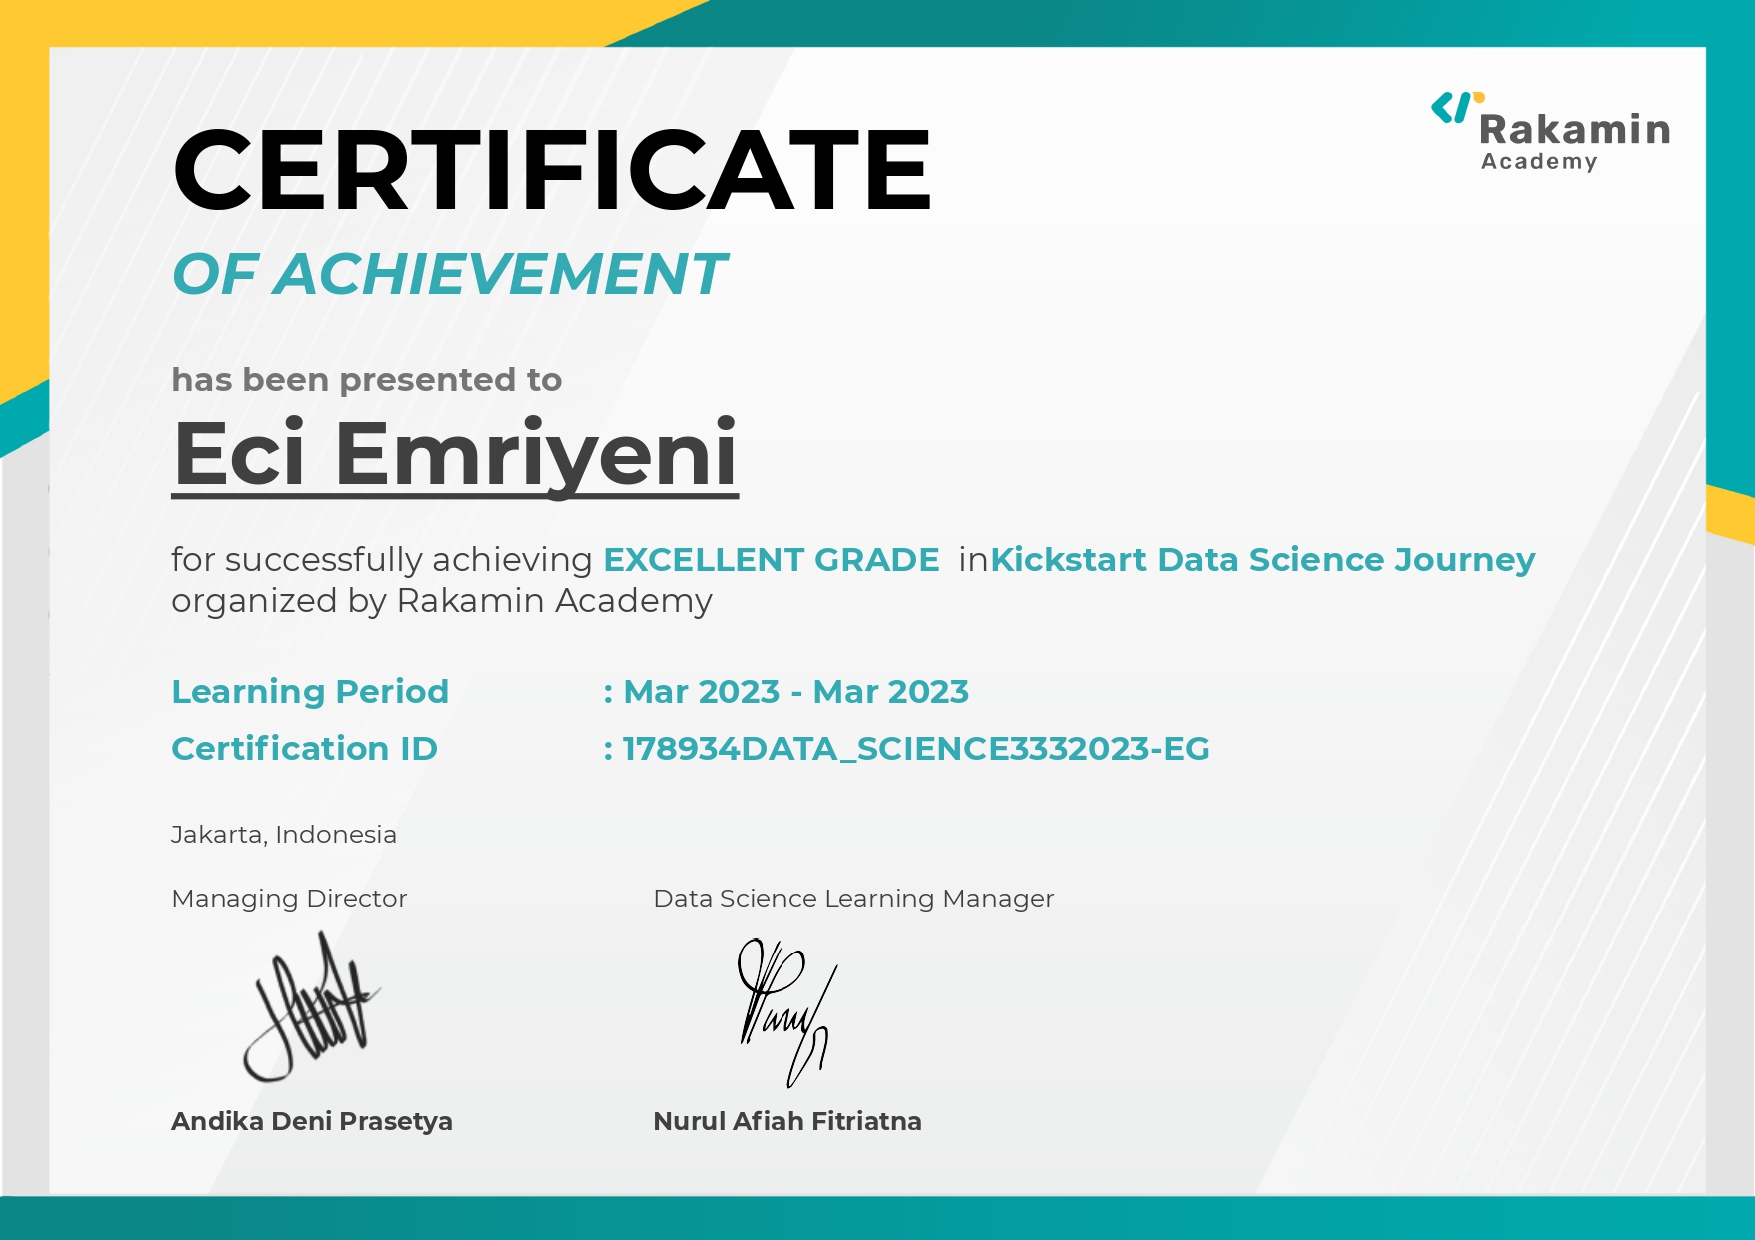 Rakamin
Academy
CERTIFICATE
OF ACHIEVEMENT
has been presented to
Eci Emriyeni
for successfully achieving EXCELLENT GRADE  inKickstart Data Science Journey
organized by Rakamin Academy
Learning Period : Mar 2023 - Mar 2023
Certification ID : 178934DATA_SCIENCE3332023-EG
Jakarta, Indonesia
Managing Director Data Science Learning Manager
Andika Deni Prasetya Nurul Afiah Fitriatna